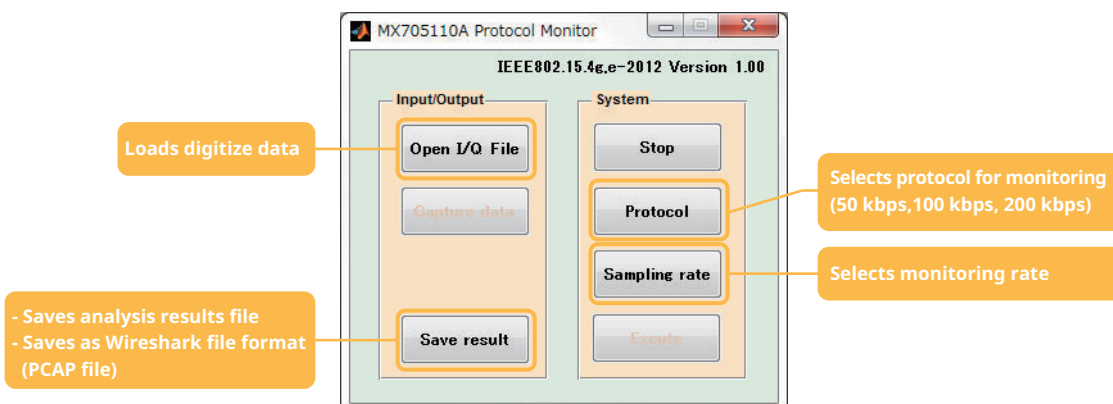 MX705110A Protocol Monitor
IEEE802.15.4g,e-2012 Version 1.00
Input/Output
System
Loads digitize data
Open I/Q File
Stop
Capture data
Protocol
Selects protocol for monitoring
(50 kbps,100 kbps, 200 kbps)
Sampling rate
Selects monitoring rate
- Saves analysis results file
- Saves as Wireshark file format
(PCAP file)
Save result
Excute